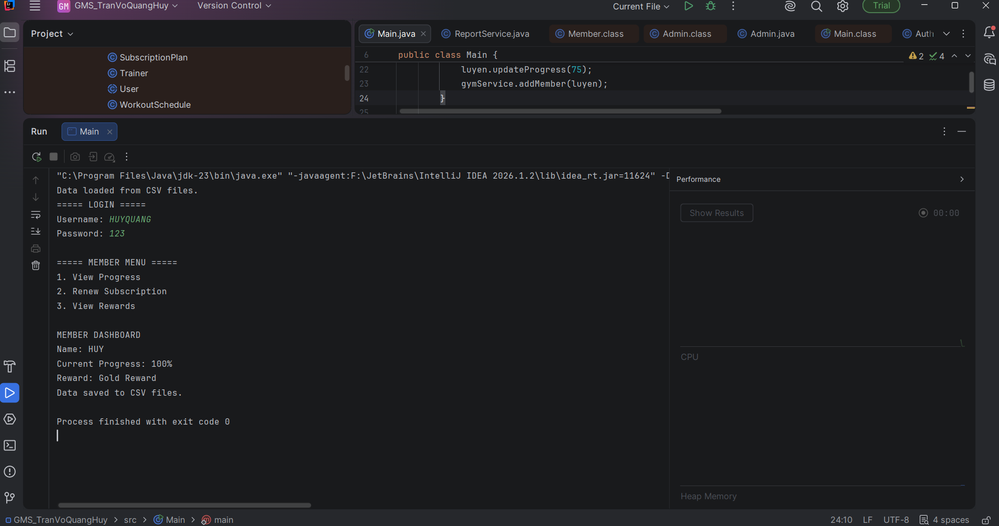 GM GMS_TranVoQuangHuy Version Control Current File Trial
Project
SubscriptionPlan
Trainer
User
WorkoutSchedule
Main.java ReportService.java Member.class Admin.class Admin.java Main.class Auth
6 public class Main { 2 4
22 luyen.updateProgress(75);
23 gymService.addMember(luyen);
24 }
25
Run Main
"C:\Program Files\Java\jdk-23\bin\java.exe" "-javaagent:F:\JetBrains\IntelliJ IDEA 2026.1.2\lib\idea_rt.jar=11624" -D
Data loaded from CSV files.
===== LOGIN =====
Username: HUYQUANG
Password: 123
===== MEMBER MENU =====
1. View Progress
2. Renew Subscription
3. View Rewards
MEMBER DASHBOARD
Name: HUY
Current Progress: 100%
Reward: Gold Reward
Data saved to CSV files.
Process finished with exit code 0
Performance
Show Results 00:00
CPU
Heap Memory
GMS_TranVoQuangHuy > src > Main > main 24:10 LF UTF-8 4 spaces